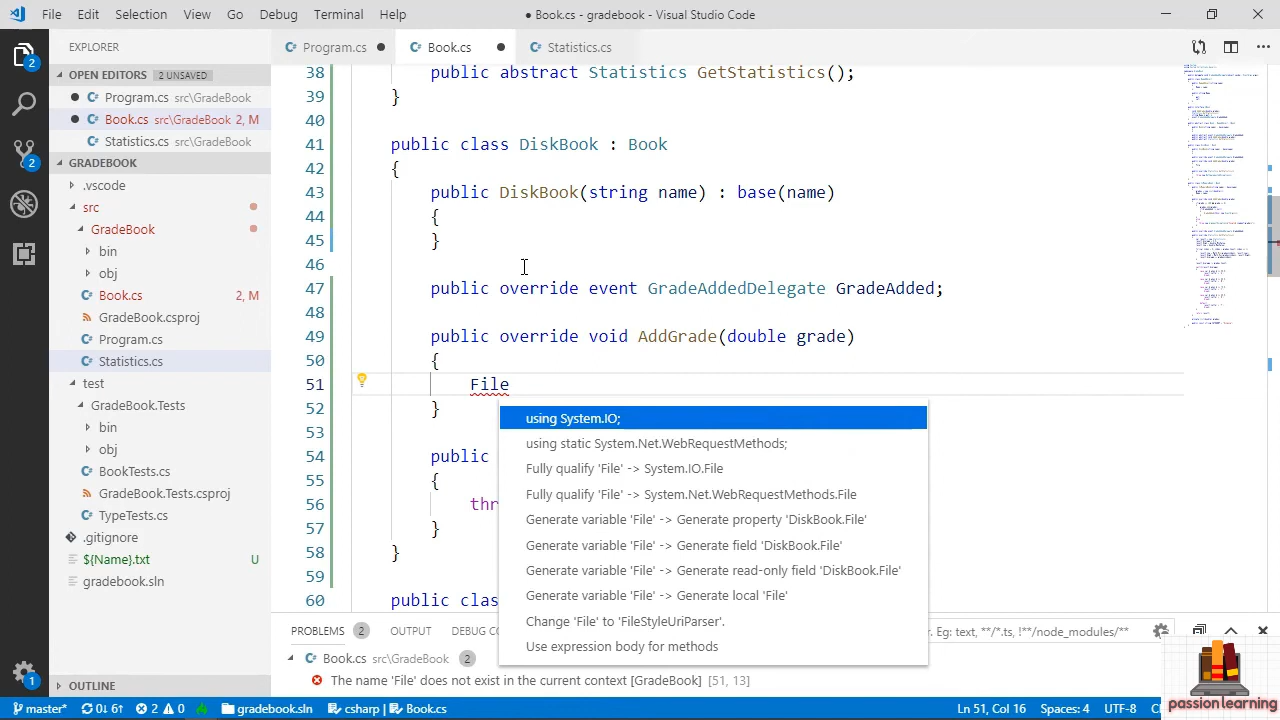 File Edit Selection View Go Debug Terminal Help
● Book.cs - gradebook - Visual Studio Code
EXPLORER
OPEN EDITORS 2 UNSAVED
Program.cs src\GradeBook
Book.cs src\GradeBook 2, M
Statistics.cs src\GradeBook
GRADEBOOK
.vscode
obj
Book.cs 2, M
GradeBook.csproj
Program.cs
Statistics.cs
test
GradeBook.Tests
bin
obj
BookTests.cs
GradeBook.Tests.csproj
TypeTests.cs
.gitignore
${Name}.txt U
gradebook.sln
OUTLINE
Program.cs
Book.cs
Statistics.cs
38 public abstract Statistics GetStatistics();
}
40
41 public class DiskBook : Book
{
43 public DiskBook(string name) : base(name)
44
45
47 public override event GradeAddedDelegate GradeAdded;
48
49 public override void AddGrade(double grade)
50 {
51 File
52 }
53
54 public
55 {
56 thr
57 }
58 }
59
60 public clas
using System.IO;
using static System.Net.WebRequestMethods;
Fully qualify 'File' -> System.IO.File
Fully qualify 'File' -> System.Net.WebRequestMethods.File
Generate variable 'File' -> Generate property 'DiskBook.File'
Generate variable 'File' -> Generate field 'DiskBook.File'
Generate variable 'File' -> Generate read-only field 'DiskBook.File'
Generate variable 'File' -> Generate local 'File'
Change 'File' to 'FileStyleUriParser'.
Use expression body for methods
PROBLEMS 2 OUTPUT DEBUG CO
r. Eg: text, **/*.ts, !**/node_modules/**
Book.cs src\GradeBook 2
The name 'File' does not exist in the current context [GradeBook] [51, 13]
passionlearning
master* 0↓ 6↑ 2 0 gradebook.sln csharp | Book.cs
Ln 51, Col 16 Spaces: 4 UTF-8